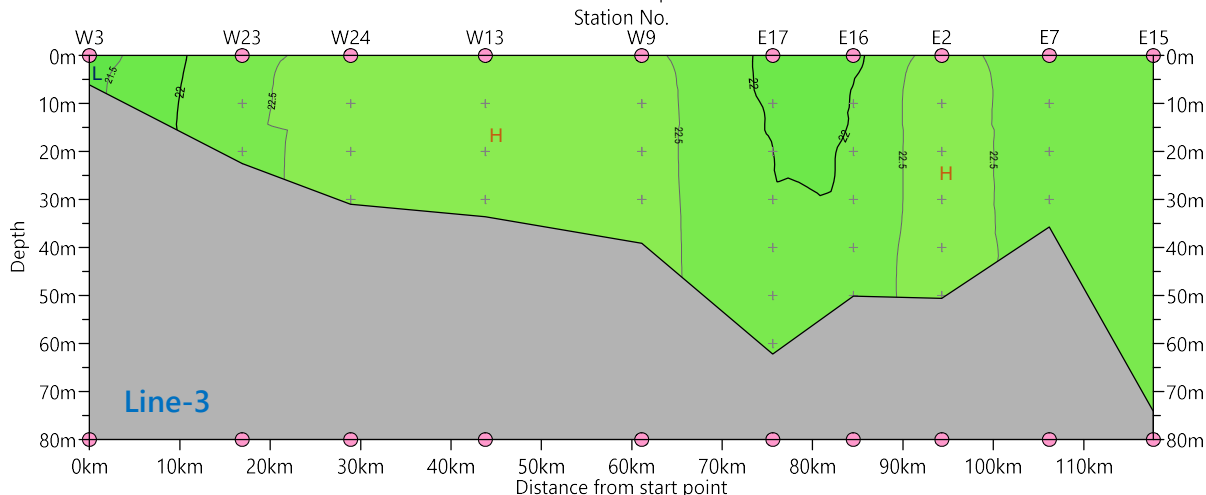 Station No.
W3 W23 W24 W13 W9 E17 E16 E2 E7 E15
0m 0m
L 21.5 22 22.5 22.5 22 22 22.5 22.5
10m 10m
H
20m 20m
H
30m 30m
40m 40m
50m 50m
60m 60m
70m 70m
Line-3
80m 80m
0km 10km 20km 30km 40km 50km 60km 70km 80km 90km 100km 110km
Distance from start point
Depth